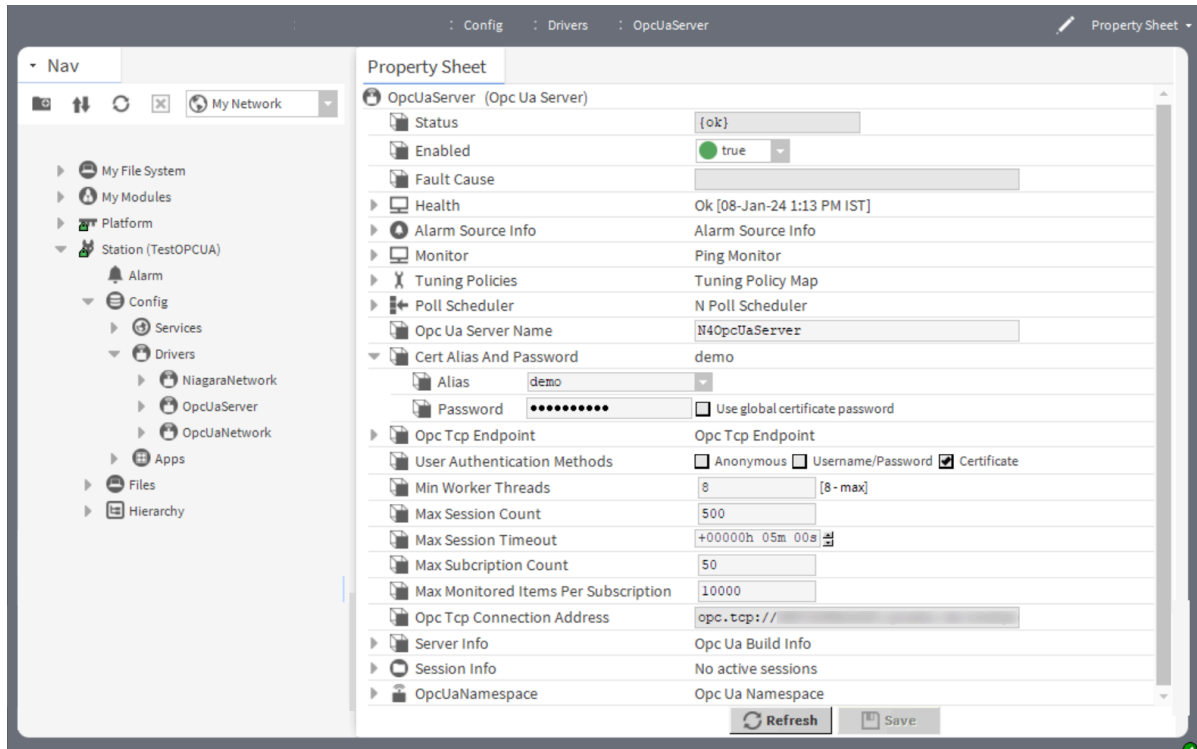 : Config : Drivers : OpcUaServer Property Sheet
Nav
My Network
My File System
My Modules
Platform
Station (TestOPCUA)
Alarm
Config
Services
Drivers
NiagaraNetwork
OpcUaServer
OpcUaNetwork
Apps
Files
Hierarchy
Property Sheet
OpcUaServer (Opc Ua Server)
Status {ok}
Enabled true
Fault Cause
Health Ok [08-Jan-24 1:13 PM IST]
Alarm Source Info Alarm Source Info
Monitor Ping Monitor
Tuning Policies Tuning Policy Map
Poll Scheduler N Poll Scheduler
Opc Ua Server Name N4OpcUaServer
Cert Alias And Password demo
Alias demo
Password Use global certificate password
Opc Tcp Endpoint Opc Tcp Endpoint
User Authentication Methods Anonymous Username/Password Certificate
Min Worker Threads 8 [8 - max]
Max Session Count 500
Max Session Timeout +00000h 05m 00s
Max Subcription Count 50
Max Monitored Items Per Subscription 10000
Opc Tcp Connection Address opc.tcp://
Server Info Opc Ua Build Info
Session Info No active sessions
OpcUaNamespace Opc Ua Namespace
Refresh Save